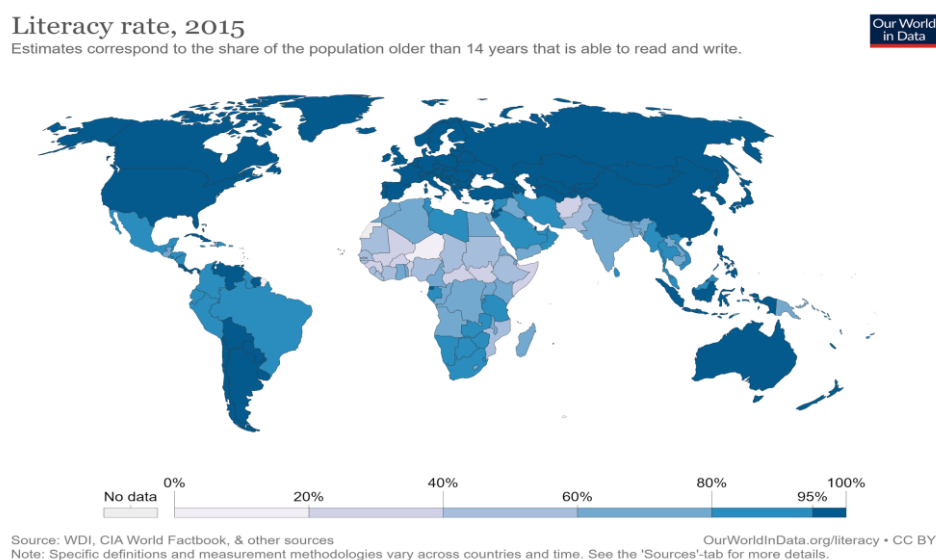 Literacy rate, 2015
Estimates correspond to the share of the population older than 14 years that is able to read and write.
Our World
in Data
No data
0%
20%
40%
60%
80%
95%
100%
Source: WDI, CIA World Factbook, & other sources
OurWorldInData.org/literacy • CC BY
Note: Specific definitions and measurement methodologies vary across countries and time. See the 'Sources'-tab for more details.